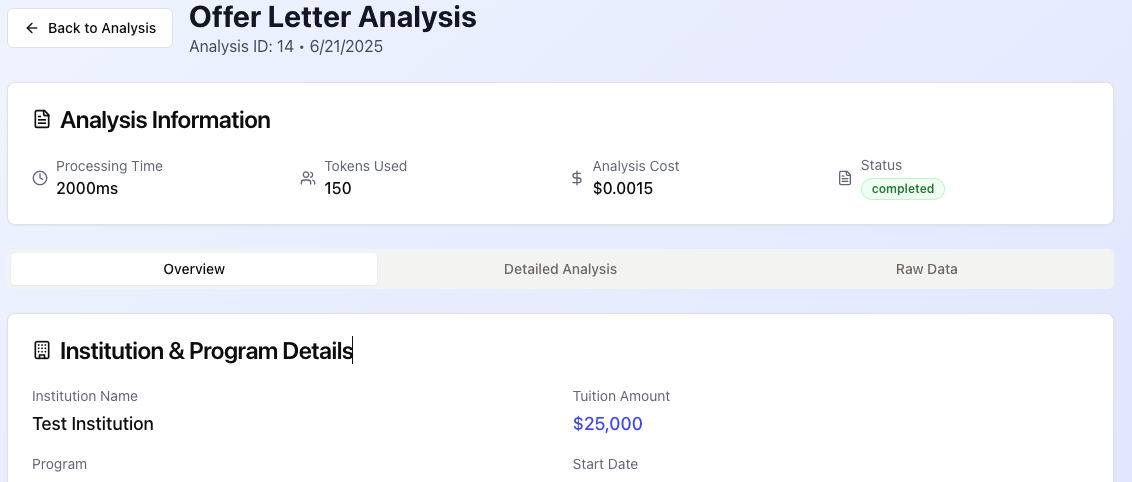 Back to Analysis
Offer Letter Analysis
Analysis ID: 14 • 6/21/2025
Analysis Information
Processing Time
2000ms
Tokens Used
150
Analysis Cost
$0.0015
Status
completed
Overview
Detailed Analysis
Raw Data
Institution & Program Details
Institution Name
Test Institution
Tuition Amount
$25,000
Program
Start Date